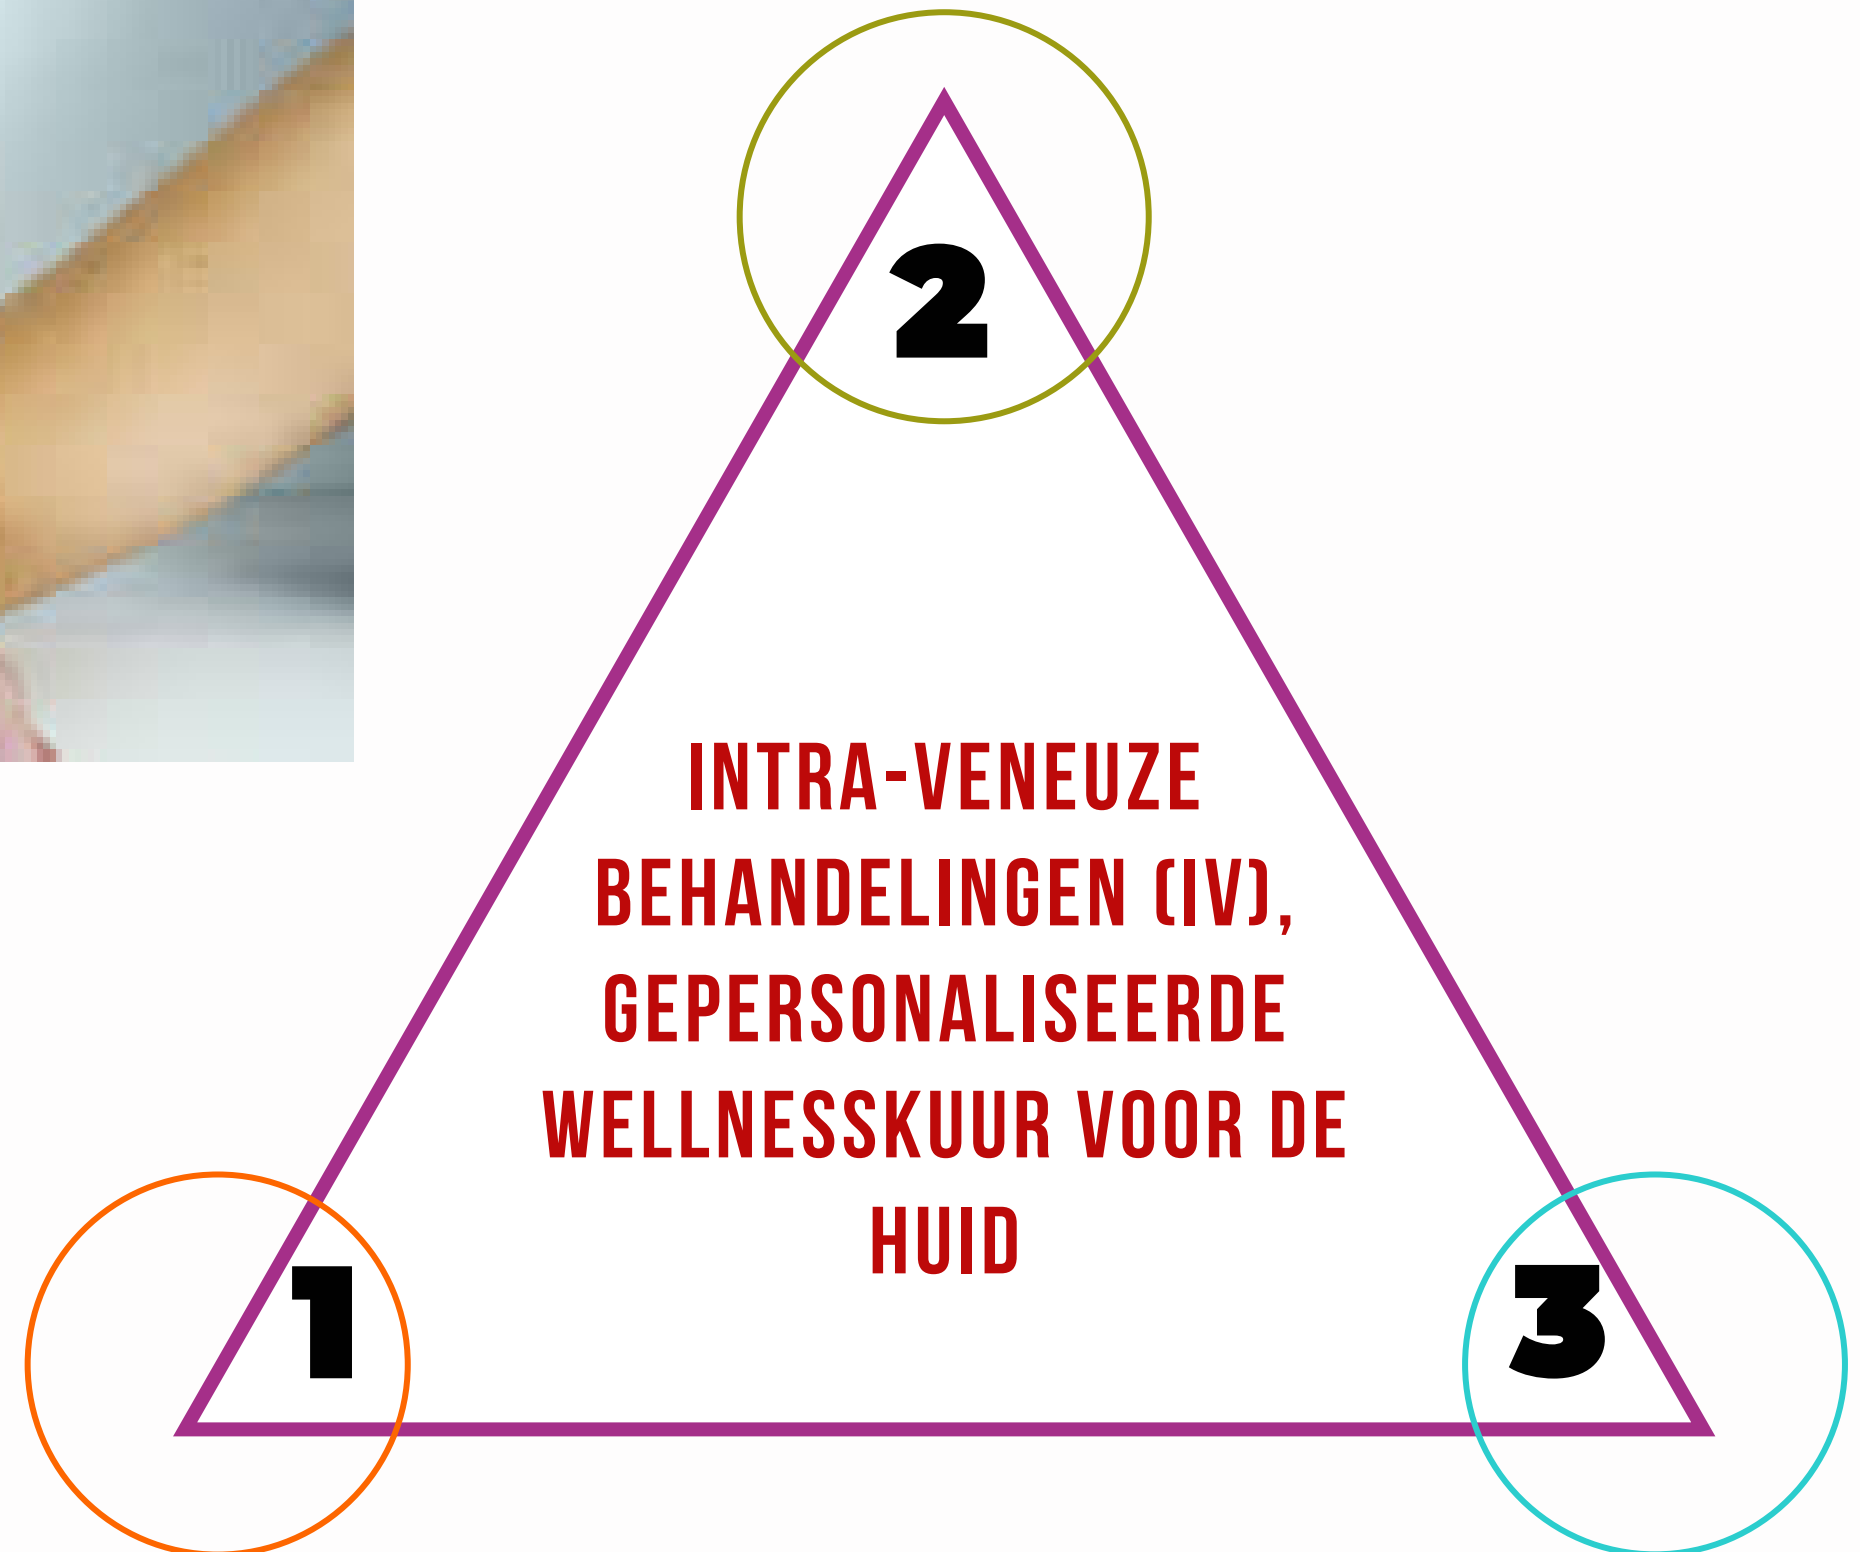 2
INTRA-VENEUZE
BEHANDELINGEN (IV),
GEPERSONALISEERDE
WELLNESSKUUR VOOR DE
HUID
1
3